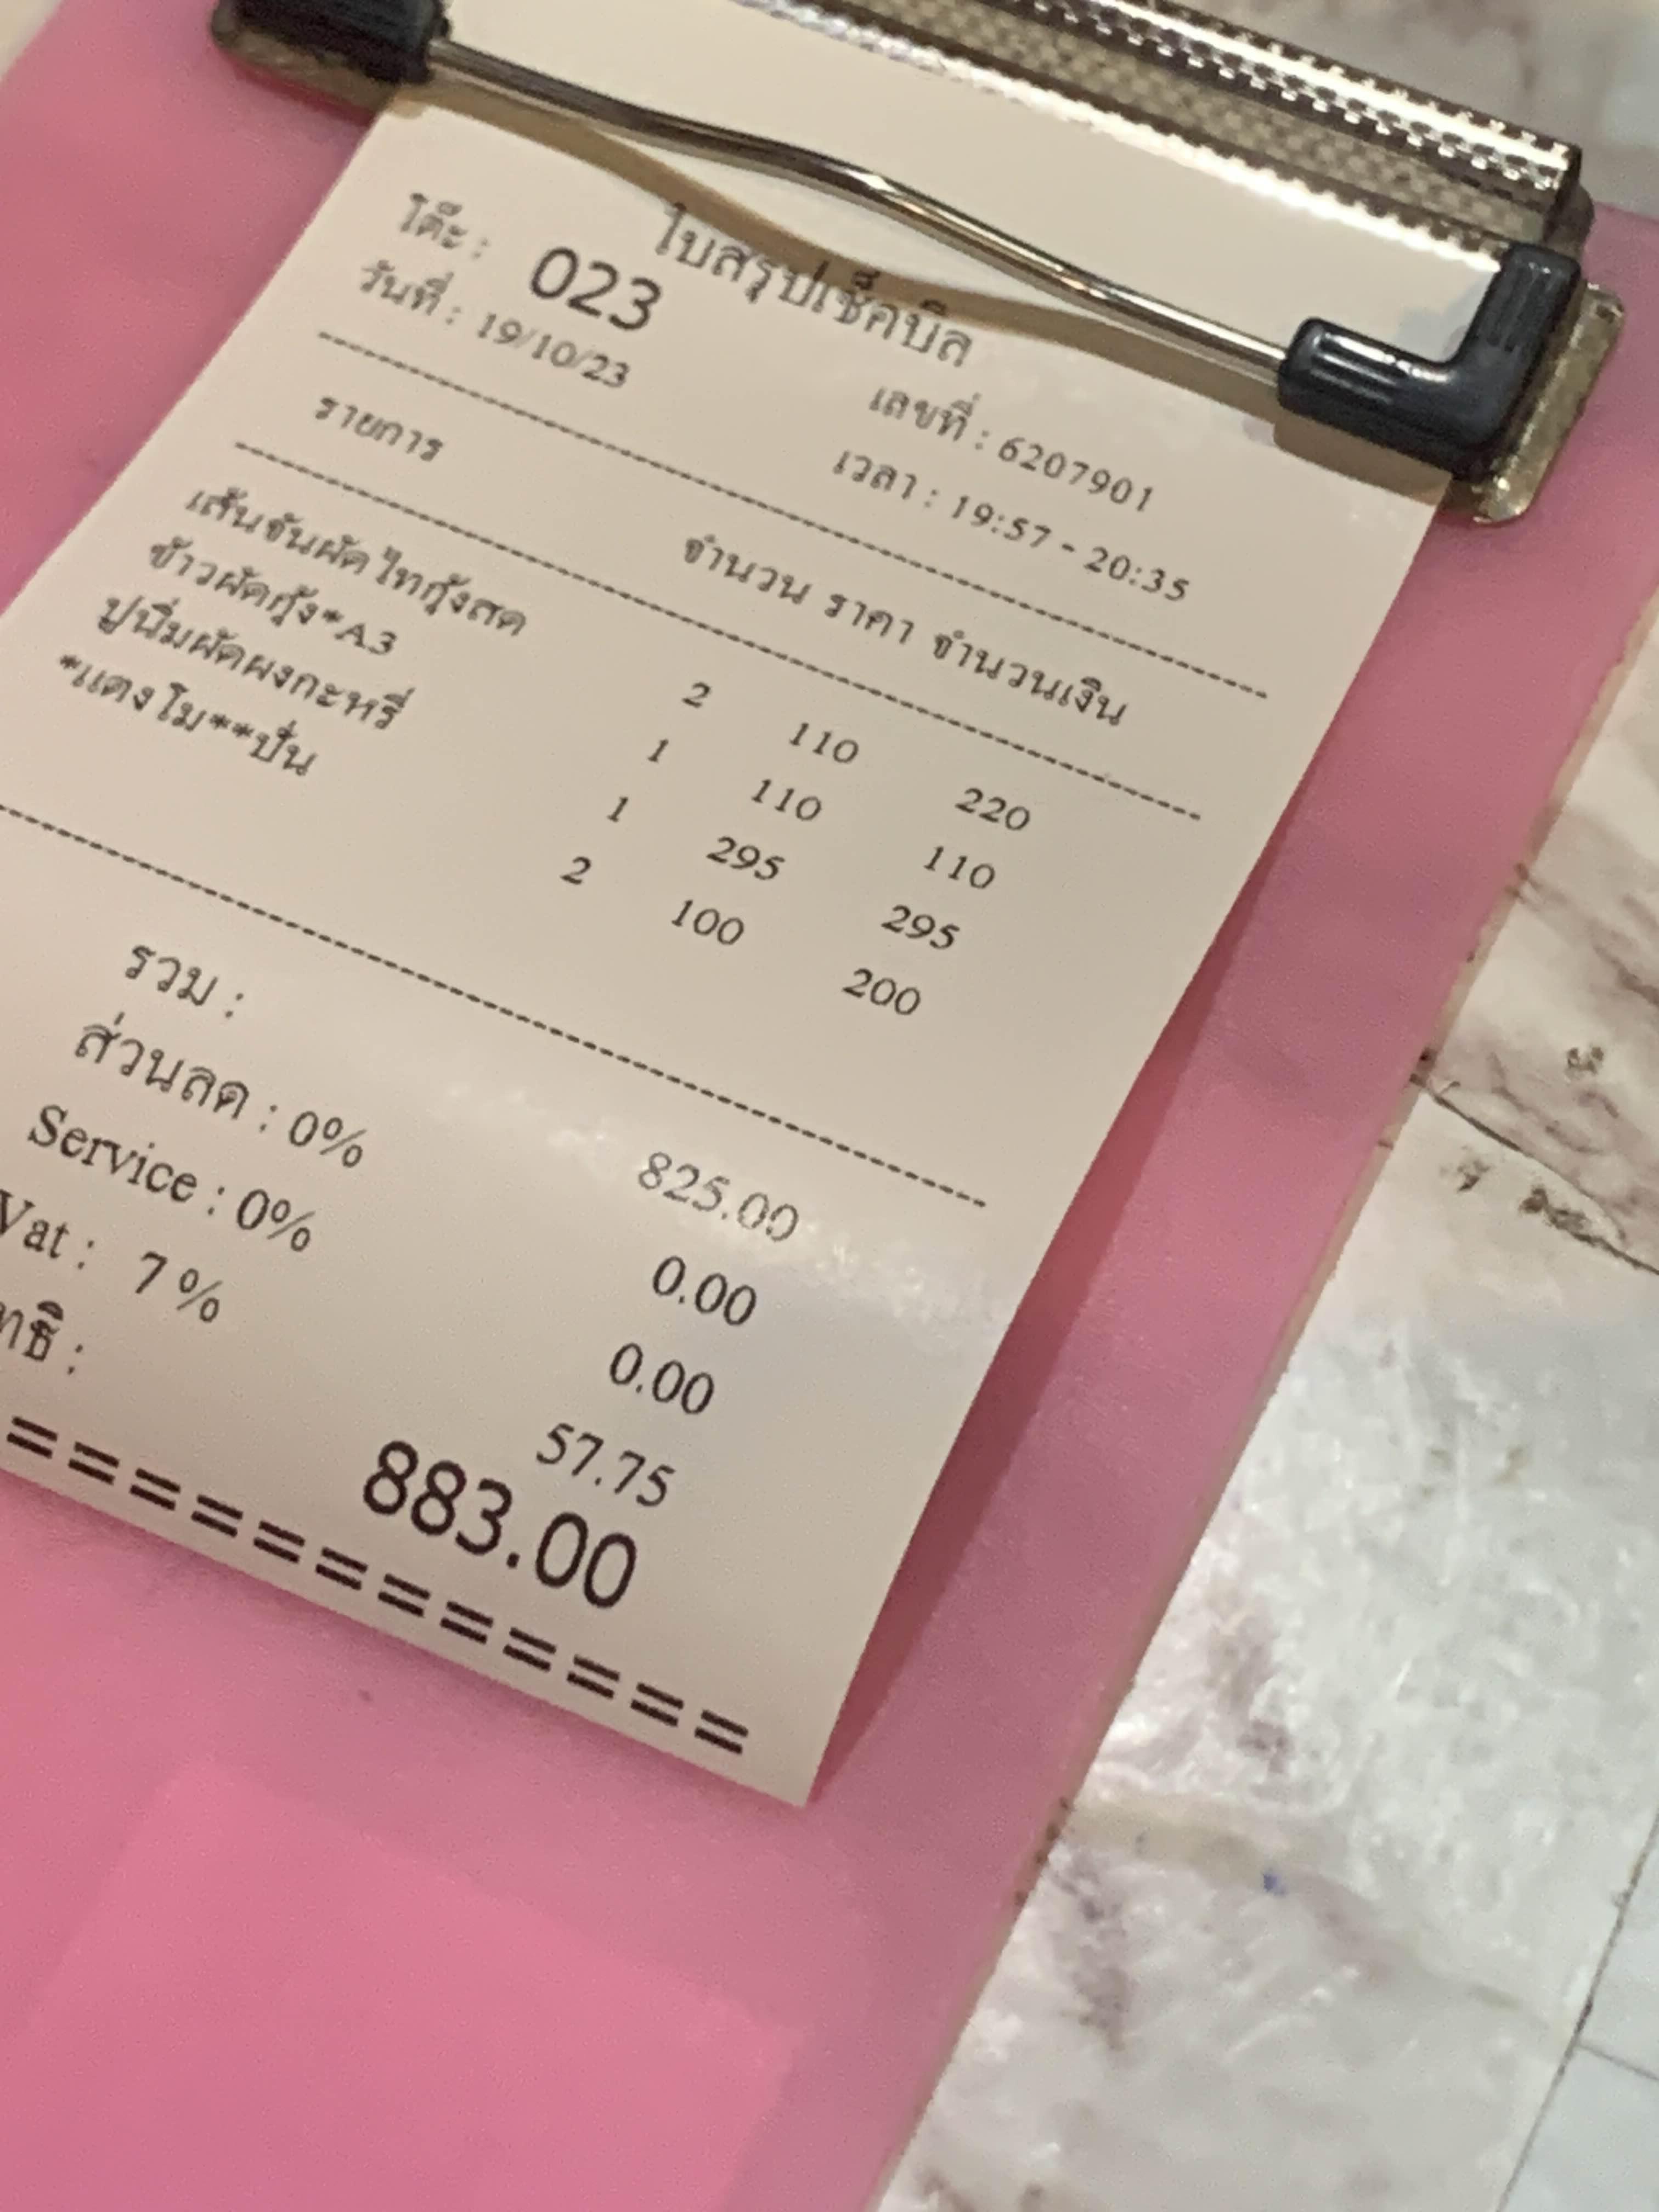 ใบสรุปเช็คบิล
โต๊ะ : 023 เลขที่ : 6207901
วันที่ : 19/10/23 เวลา : 19:57 - 20:35
รายการ จำนวน ราคา จำนวนเงิน
เส้นจันผัดไทกุ้งสด 2 110 220
ข้าวผัดกุ้ง*A3 1 110 110
ปูนิ่มผัดผงกะหรี่ 1 295 295
*แตงโม**ปั่น 2 100 200
รวม : 825.00
ส่วนลด : 0% 0.00
Service : 0% 0.00
Vat : 7 % 57.75
ทธิ : 883.00
============